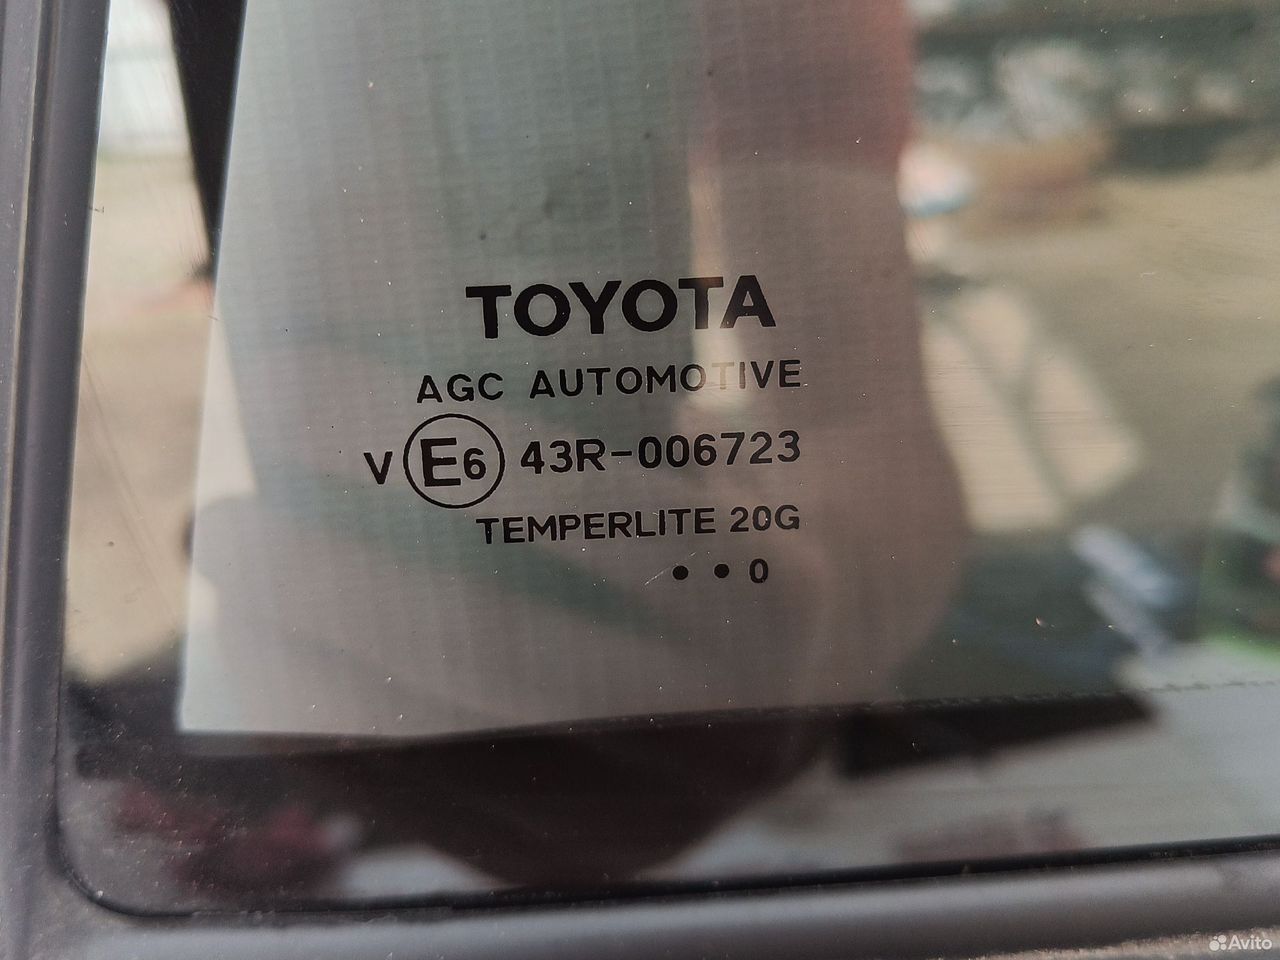 TOYOTA
AGC AUTOMOTIVE
V E6 43R-006723
TEMPERLITE 20G
• • 0
Avito